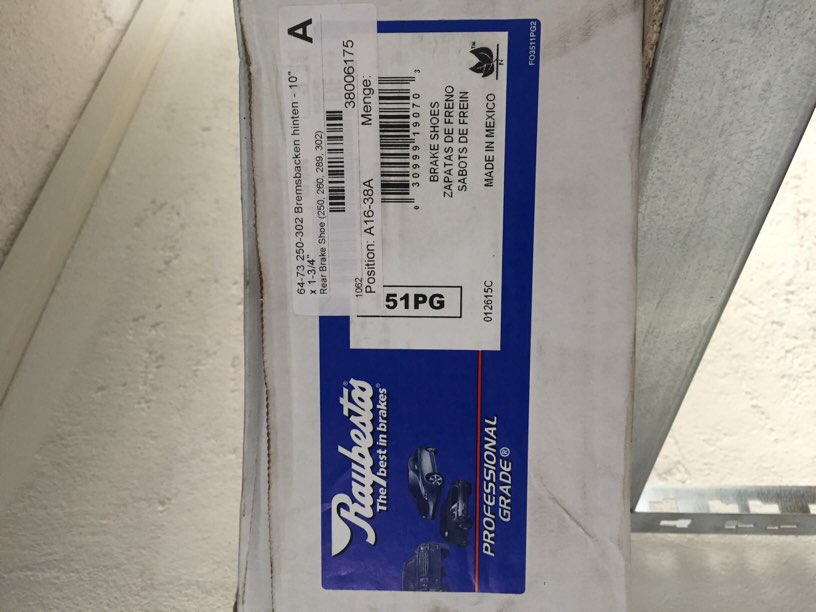 A
64-73 250-302 Bremsbacken hinten - 10"
x 1-3/4"
Rear Brake Shoe (250, 260, 289, 302)
38006175
1062
Position: A16-38A Menge:
0 30999 19070 3
51PG
BRAKE SHOES
ZAPATAS DE FRENO
SABOTS DE FREIN
012615C
MADE IN MEXICO
FO3511PG2
Raybestos®
The best in brakes®
PROFESSIONAL
GRADE®